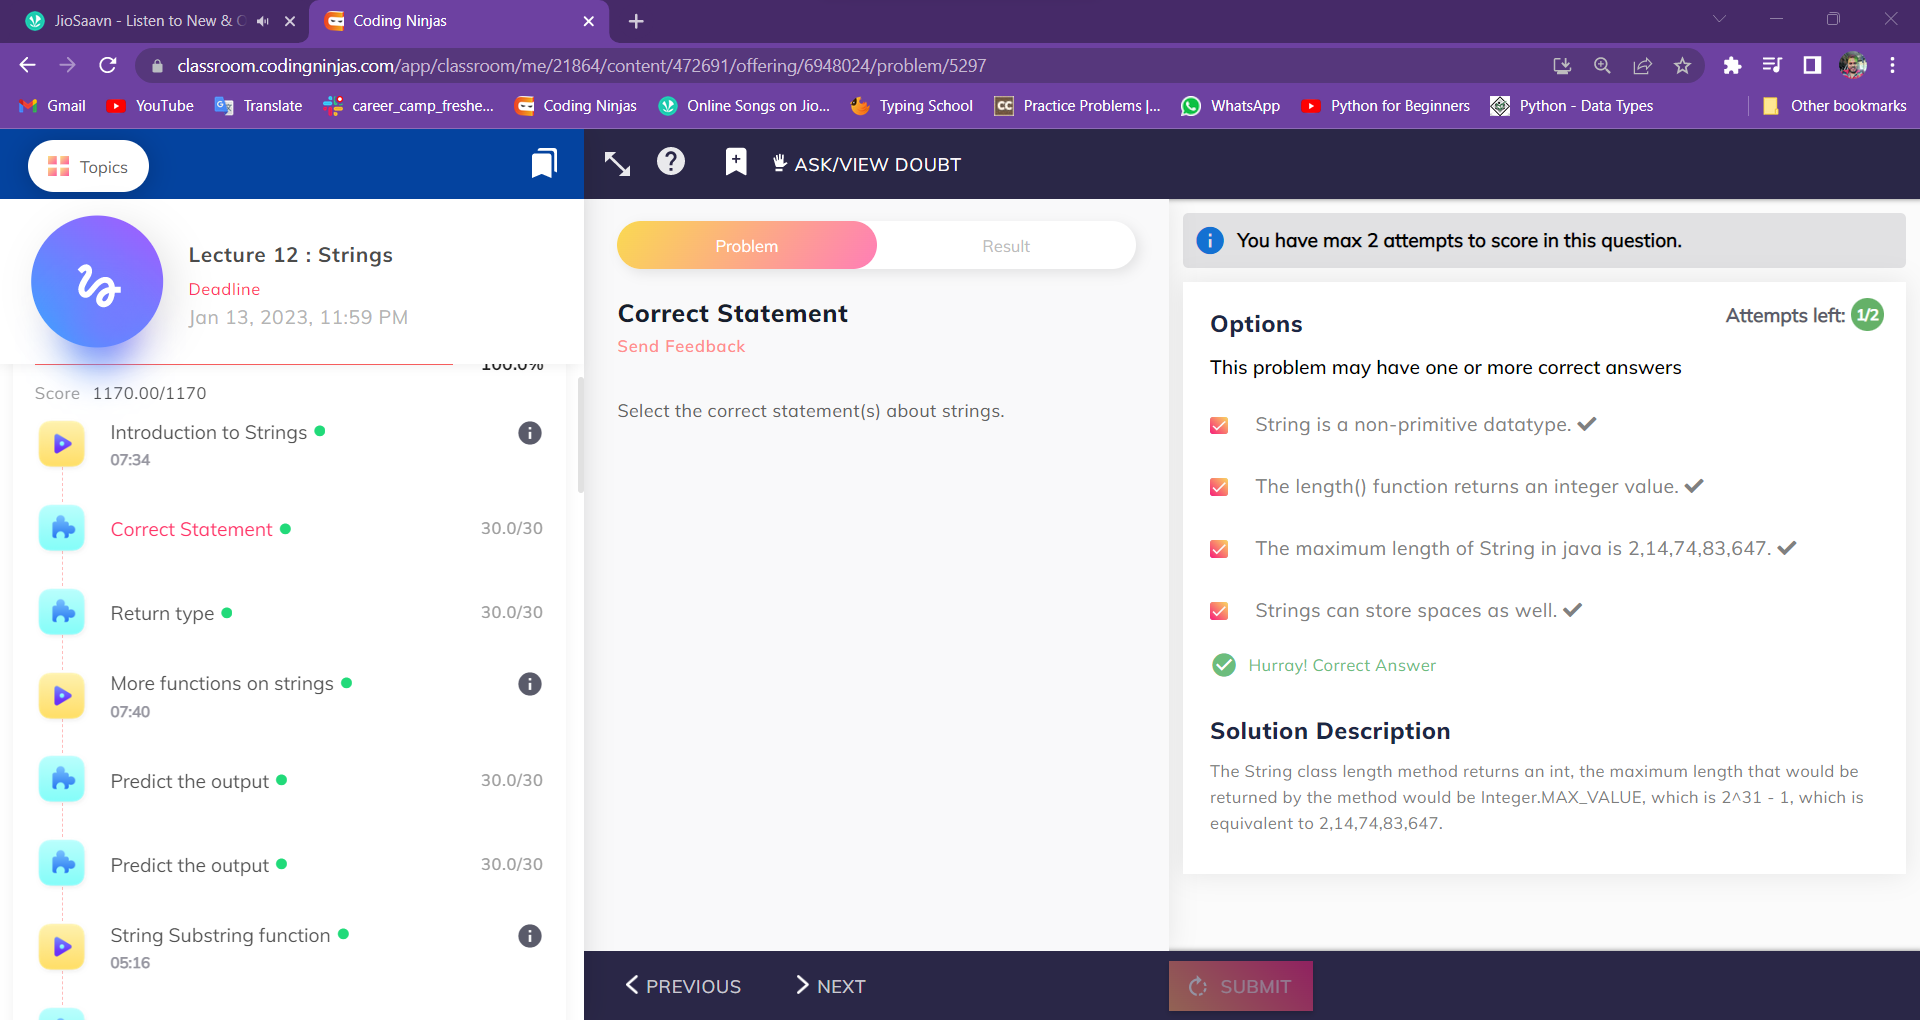 JioSaavn - Listen to New & O
Coding Ninjas
classroom.codingninjas.com/app/classroom/me/21864/content/472691/offering/6948024/problem/5297
Gmail
YouTube
Translate
career_camp_freshe...
Coding Ninjas
Online Songs on Jio...
Typing School
CC
Practice Problems |...
WhatsApp
Python for Beginners
Python - Data Types
Other bookmarks
Topics
ASK/VIEW DOUBT
Lecture 12 : Strings
Deadline
Jan 13, 2023, 11:59 PM
100.0%
Score 1170.00/1170
Introduction to Strings
07:34
Correct Statement
30.0/30
Return type
30.0/30
More functions on strings
07:40
Predict the output
30.0/30
Predict the output
30.0/30
String Substring function
05:16
Problem
Result
Correct Statement
Send Feedback
Select the correct statement(s) about strings.
You have max 2 attempts to score in this question.
Options
Attempts left: 1/2
This problem may have one or more correct answers
String is a non-primitive datatype.
The length() function returns an integer value.
The maximum length of String in java is 2,14,74,83,647.
Strings can store spaces as well.
Hurray! Correct Answer
Solution Description
The String class length method returns an int, the maximum length that would be
returned by the method would be Integer.MAX_VALUE, which is 2^31 - 1, which is
equivalent to 2,14,74,83,647.
PREVIOUS
NEXT
SUBMIT